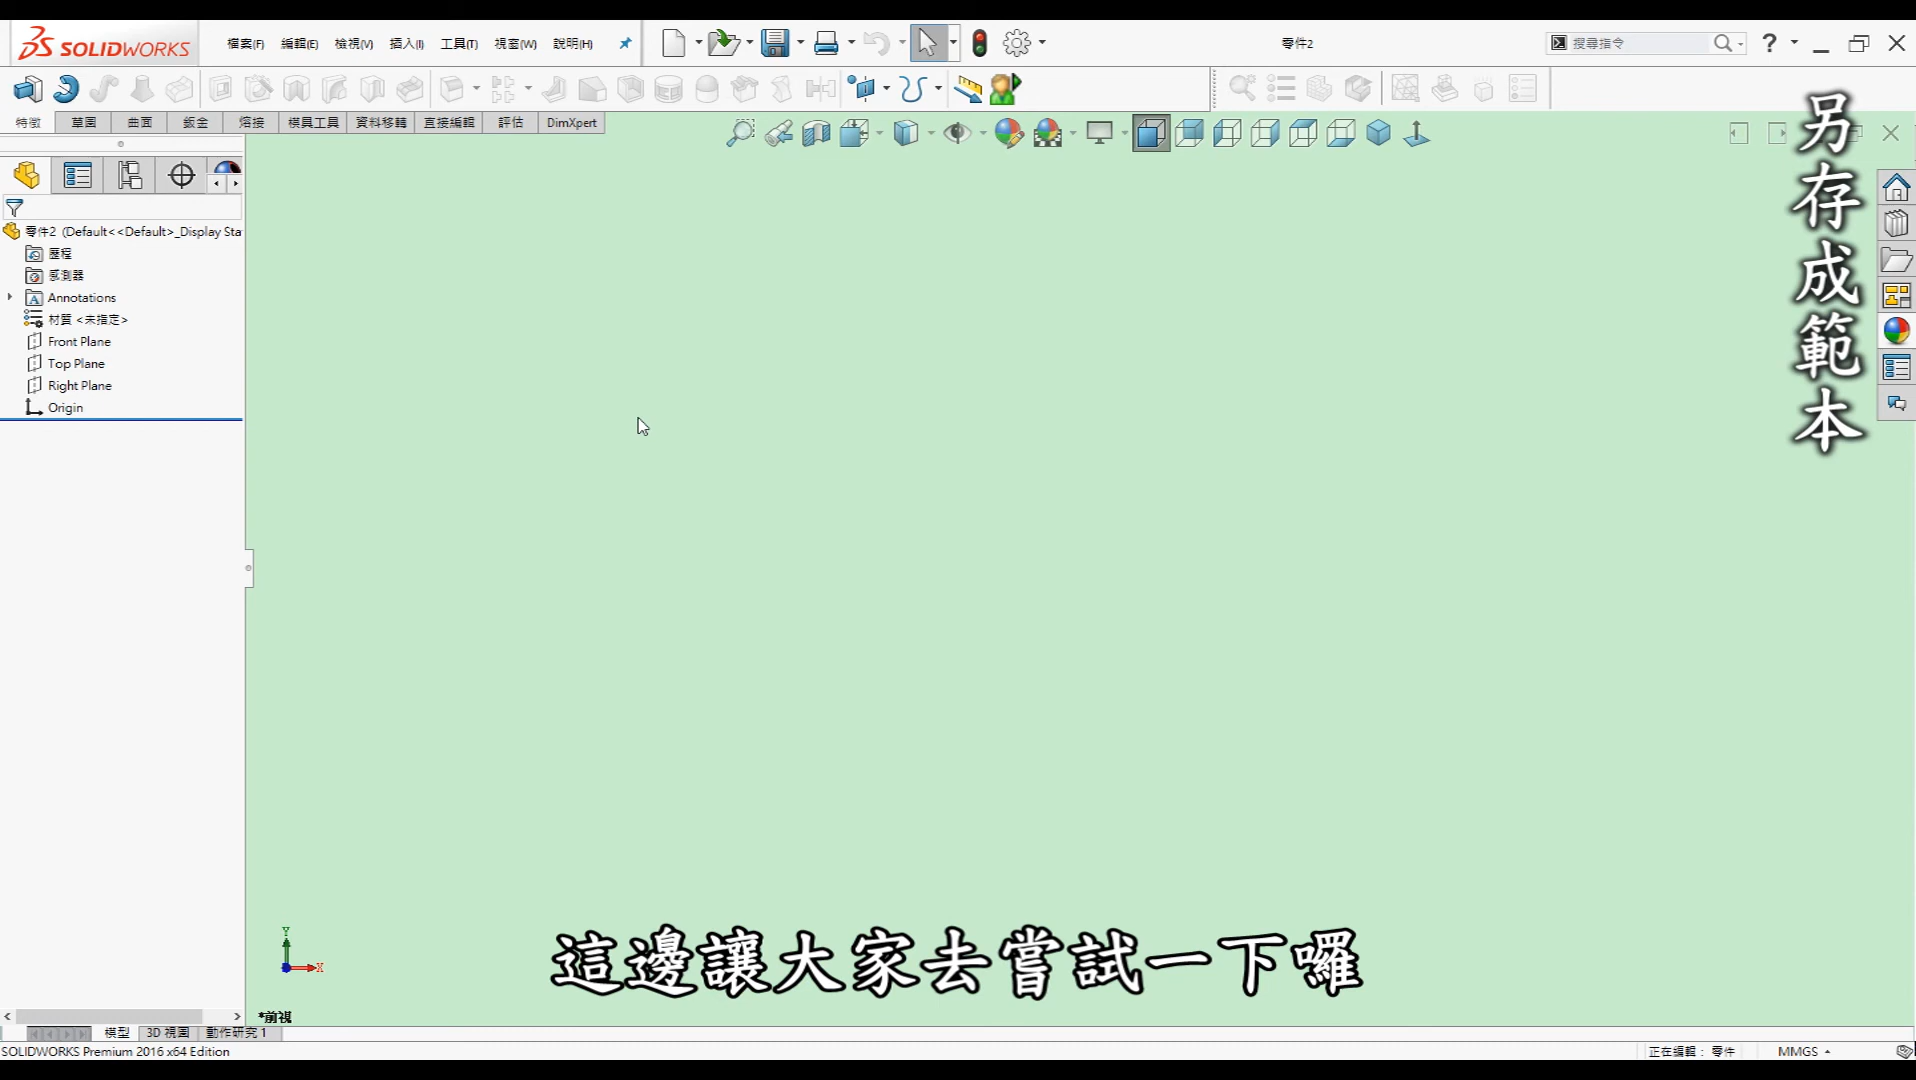 SOLIDWORKS
檔案(F) 編輯(E) 檢視(V) 插入(I) 工具(T) 視窗(W) 說明(H)
零件2
搜尋指令
?
特徵 草圖 曲面 鈑金 熔接 模具工具 資料移轉 直接編輯 評估 DimXpert
零件2 (Default<<Default>_Display Sta
歷程
感測器
A Annotations
材質 <未指定>
Front Plane
Top Plane
Right Plane
Origin
另存成範本
Y
X
這邊讓大家去嘗試一下囉
*前視
模型 3D 視圖 動作研究 1
SOLIDWORKS Premium 2016 x64 Edition
正在編輯： 零件
MMGS